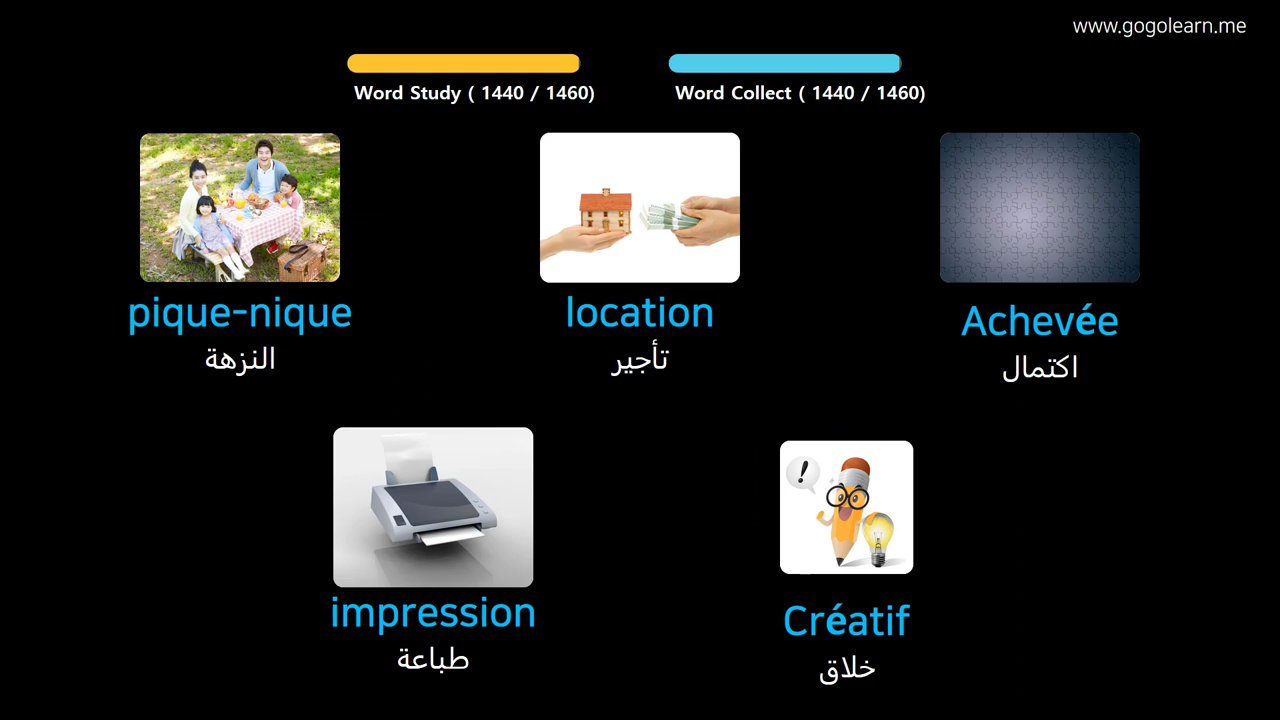 www.gogolearn.me
Word Study ( 1440 / 1460)
Word Collect ( 1440 / 1460)
pique-nique
النزهة
location
تأجير
Achevée
اكتمال
impression
طباعة
Créatif
خلاق